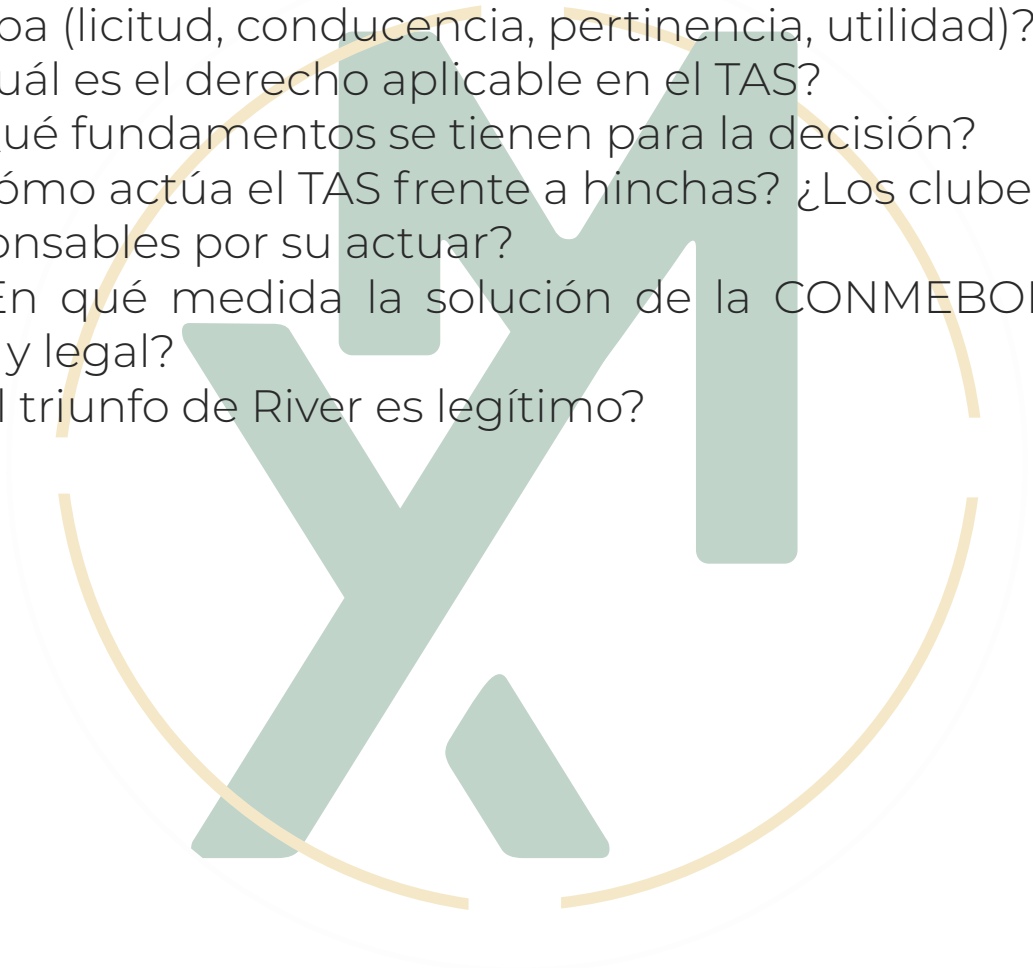 ba (licitud, conducencia, pertinencia, utilidad)?
uál es el derecho aplicable en el TAS?
ué fundamentos se tienen para la decisión?
ómo actúa el TAS frente a hinchas? ¿Los clube
onsables por su actuar?
En qué medida la solución de la CONMEBOL
y legal?
l triunfo de River es legítimo?